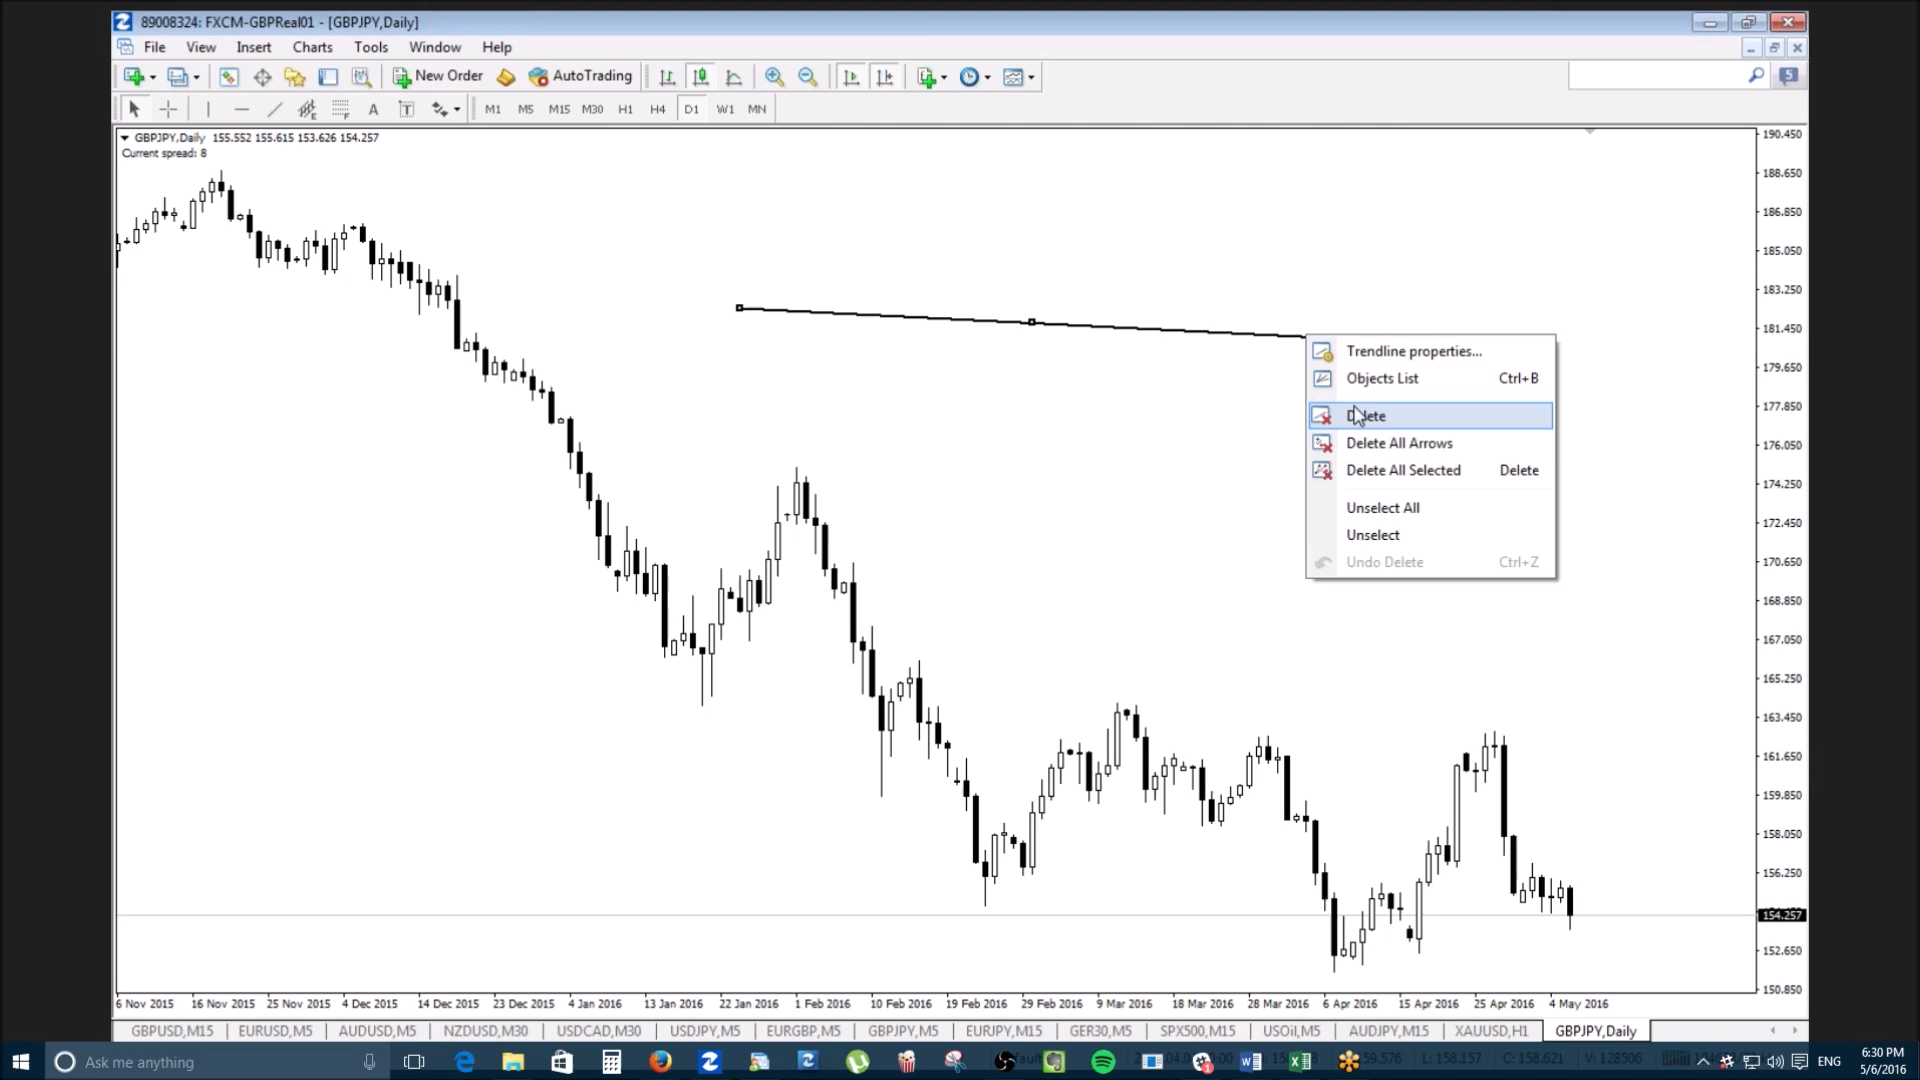 89008324: FXCM-GBPReal01 - [GBPJPY,Daily]
File View Insert Charts Tools Window Help
New Order AutoTrading 5
A T M1 M5 M15 M30 H1 H4 D1 W1 MN
GBPJPY,Daily 155.552 155.615 153.626 154.257
Current spread: 8
190.450
188.650
186.850
185.050
183.250
181.450
179.650
177.850
176.050
174.250
172.450
170.650
168.850
167.050
165.250
163.450
161.650
159.850
158.050
156.250
154.257
152.650
150.850
Trendline properties...
Objects List Ctrl+B
Delete
Delete All Arrows
Delete All Selected Delete
Unselect All
Unselect
Undo Delete Ctrl+Z
6 Nov 2015 16 Nov 2015 25 Nov 2015 4 Dec 2015 14 Dec 2015 23 Dec 2015 4 Jan 2016 13 Jan 2016 22 Jan 2016 1 Feb 2016 10 Feb 2016 19 Feb 2016 29 Feb 2016 9 Mar 2016 18 Mar 2016 28 Mar 2016 6 Apr 2016 15 Apr 2016 25 Apr 2016 4 May 2016
GBPUSD,M15 EURUSD,M5 AUDUSD,M5 NZDUSD,M30 USDCAD,M30 USDJPY,M5 EURGBP,M5 GBPJPY,M5 EURJPY,M15 GER30,M5 SPX500,M15 USOil,M5 AUDJPY,M15 XAUUSD,H1 GBPJPY,Daily
Ask me anything L: 158.157 C: 158.621 V: 128506 ENG 6:30 PM
5/6/2016